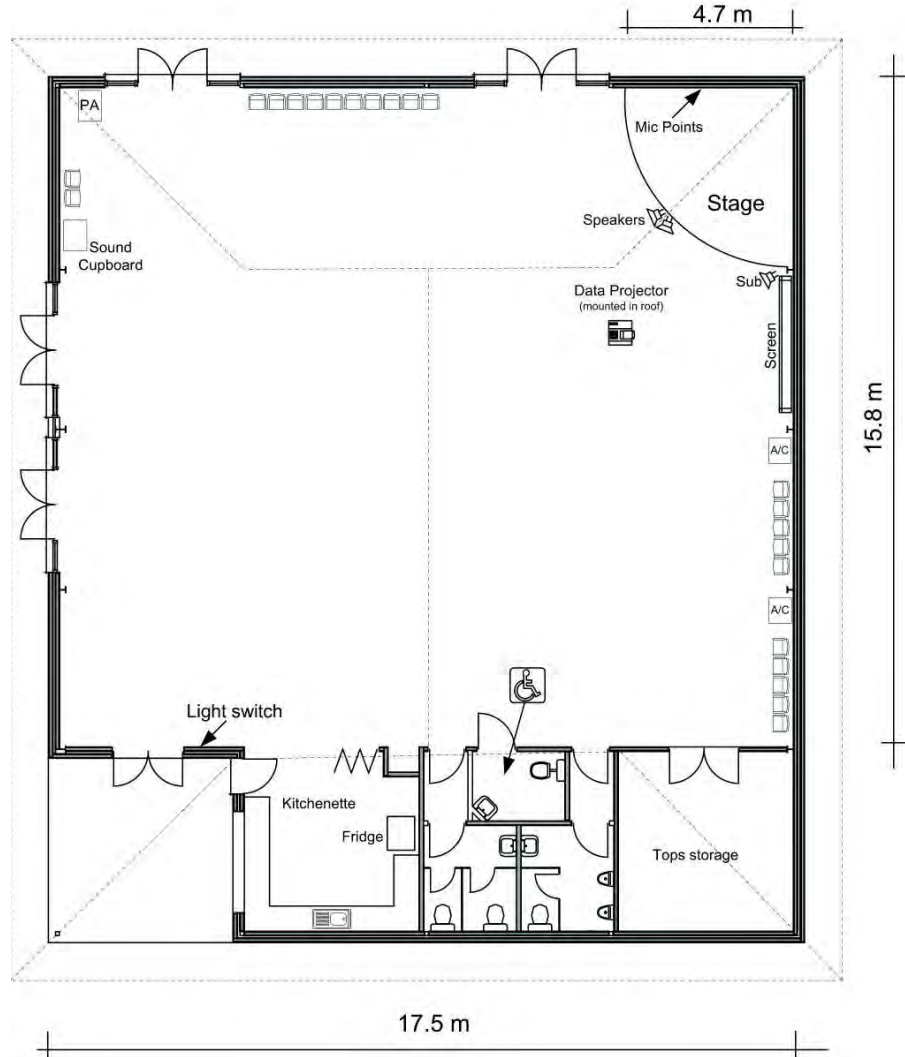 4.7 m
PA
Mic Points
Stage
Speakers
Sound
Cupboard
Sub
Data Projector
(mounted in roof)
Screen
15.8 m
A/C
A/C
Light switch
Kitchenette
Fridge
Tops storage
17.5 m